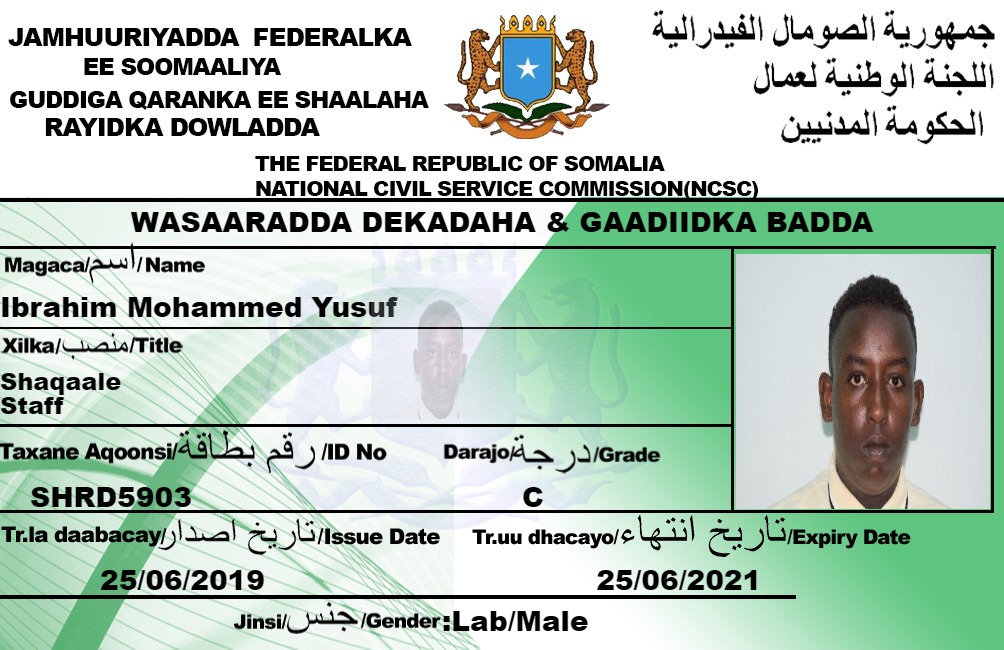 JAMHUURIYADDA FEDERALKA
EE SOOMAALIYA
GUDDIGA QARANKA EE SHAALAHA
RAYIDKA DOWLADDA
جمهورية الصومال الفيدرالية
اللجنة الوطنية لعمال
الحكومة المدنيين
THE FEDERAL REPUBLIC OF SOMALIA
NATIONAL CIVIL SERVICE COMMISSION(NCSC)
WASAARADDA DEKADAHA & GAADIIDKA BADDA
Magaca/اسم/Name
Ibrahim Mohammed Yusuf
Xilka/منصب/Title
Shaqaale
Staff
Taxane Aqoonsi/رقم بطاقة/ID No
SHRD5903
Darajo/درجة/Grade
C
Tr.la daabacay/تاريخ اصدار/Issue Date
25/06/2019
Tr.uu dhacayo/تاريخ انتهاء/Expiry Date
25/06/2021
Jinsi/جنس/Gender:Lab/Male